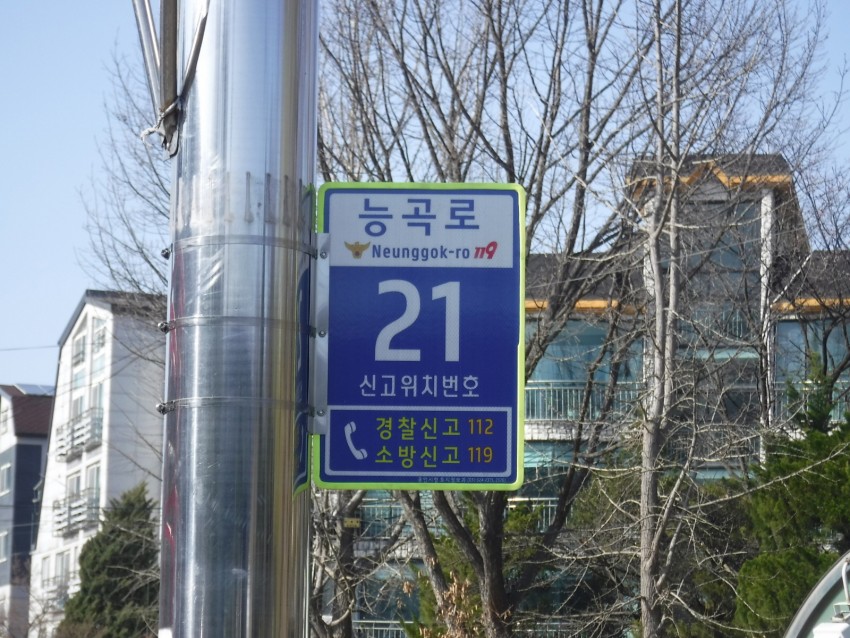 능곡로
Neunggok-ro 119
21
신고위치번호
경찰신고 112
소방신고 119